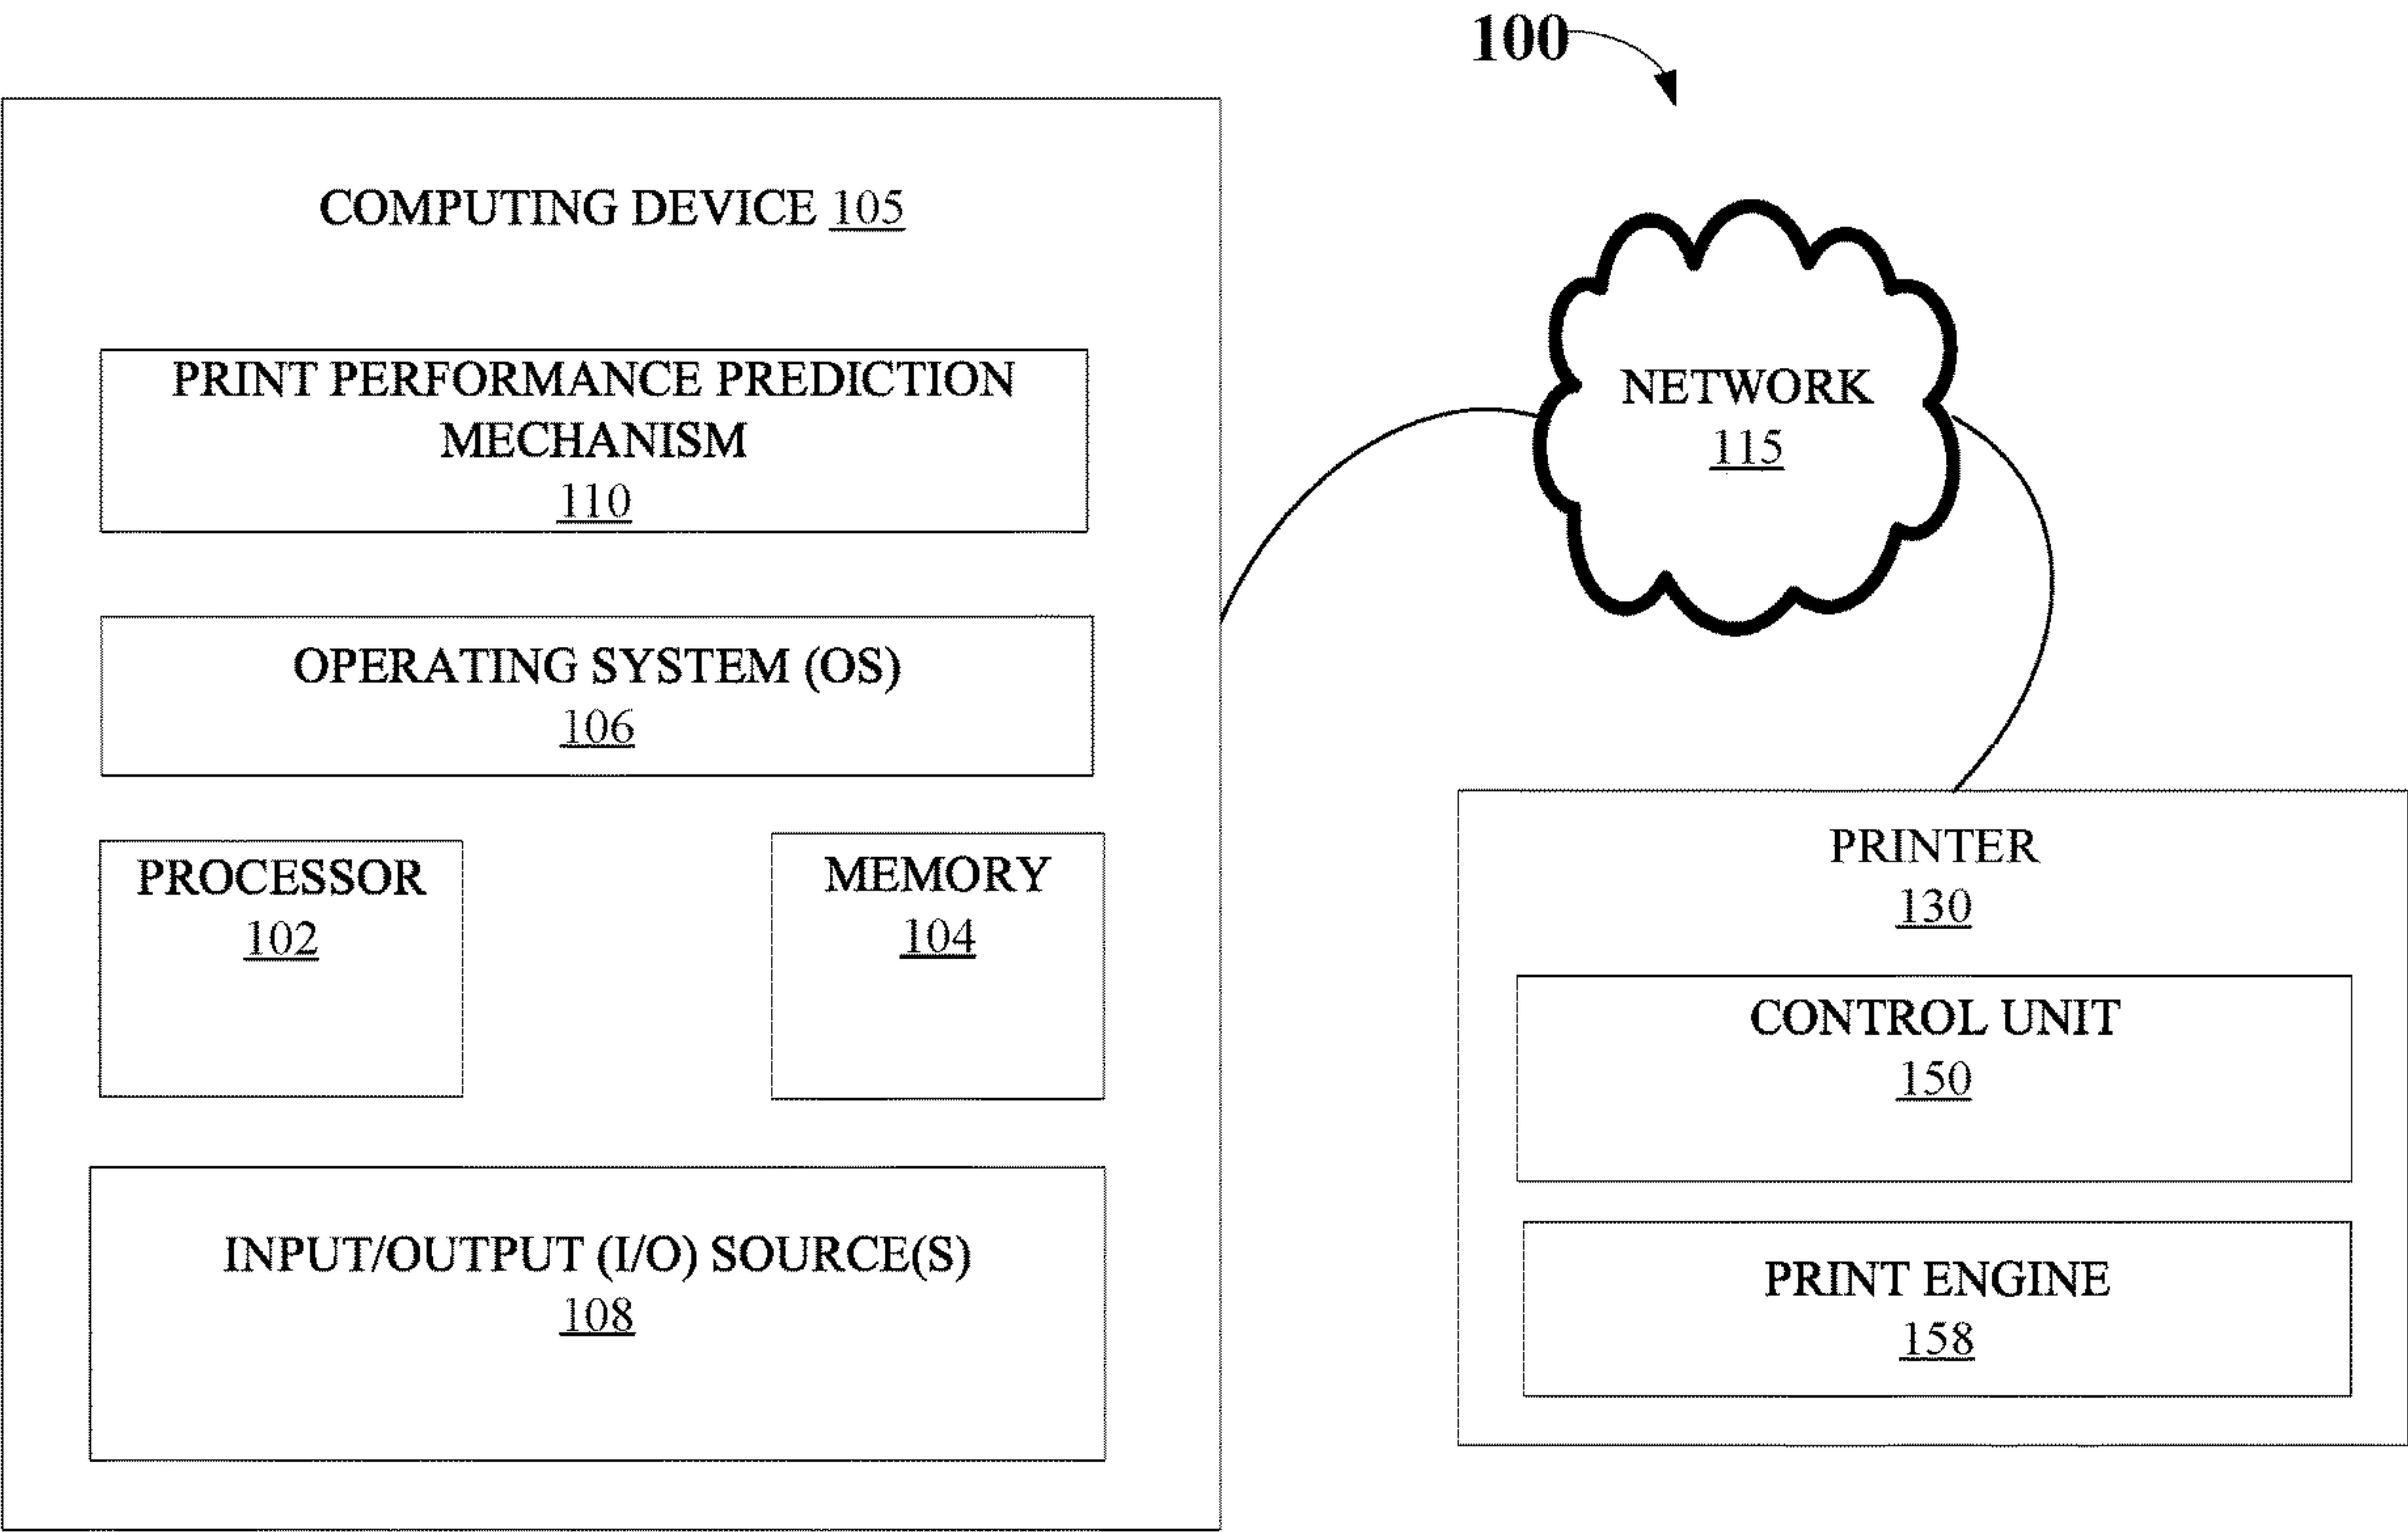 100
COMPUTING DEVICE 105
PRINT PERFORMANCE PREDICTION
MECHANISM
110
OPERATING SYSTEM (OS)
106
PROCESSOR
102
MEMORY
104
INPUT/OUTPUT (I/O) SOURCE(S)
108
NETWORK
115
PRINTER
130
CONTROL UNIT
150
PRINT ENGINE
158